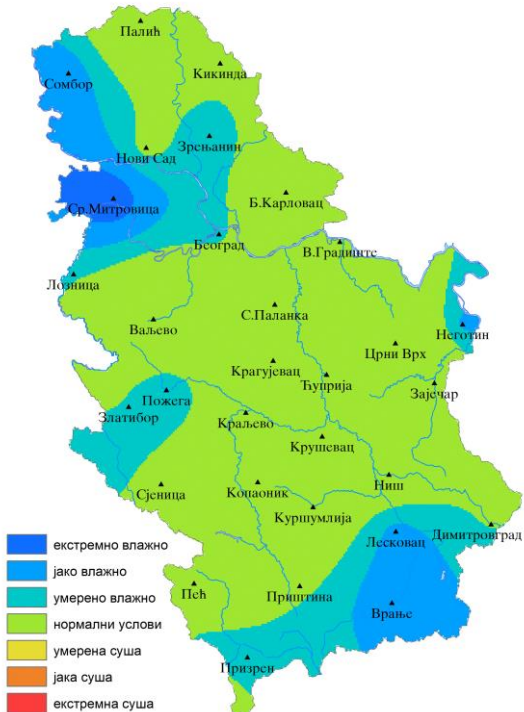 Палић
Кикинда
Сомбор
Зрењанин
Нови Сад
Б.Карловац
Ср.Митровица
Београд
В.Градиште
Лозница
С.Паланка
Ваљево
Неготин
Црни Врх
Крагујевац
Ћуприја
Зајечар
Пожега
Златибор
Краљево
Крушевац
Ниш
Сјеница
Копаоник
Куршумлија
Димитровград
Лесковац
Пећ
Приштина
Врање
Призрен
екстремно влажно
јако влажно
умерено влажно
нормални услови
умерена суша
јака суша
екстремна суша